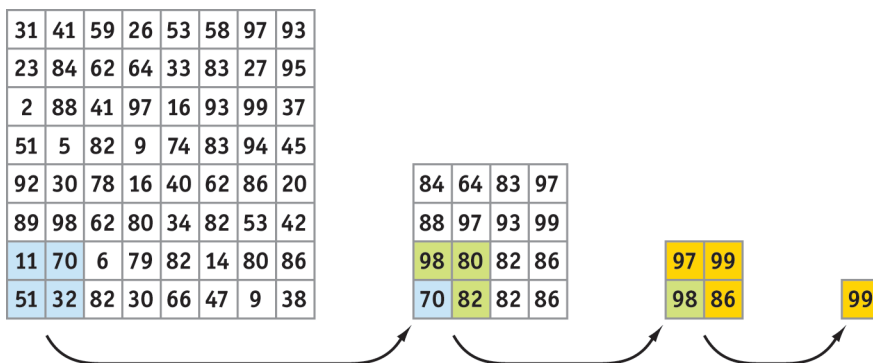 31 41 59 26 53 58 97 93
23 84 62 64 33 83 27 95
2 88 41 97 16 93 99 37
51 5 82 9 74 83 94 45
92 30 78 16 40 62 86 20
89 98 62 80 34 82 53 42
11 70 6 79 82 14 80 86
51 32 82 30 66 47 9 38
84 64 83 97
88 97 93 99
98 80 82 86
70 82 82 86
97 99
98 86
99